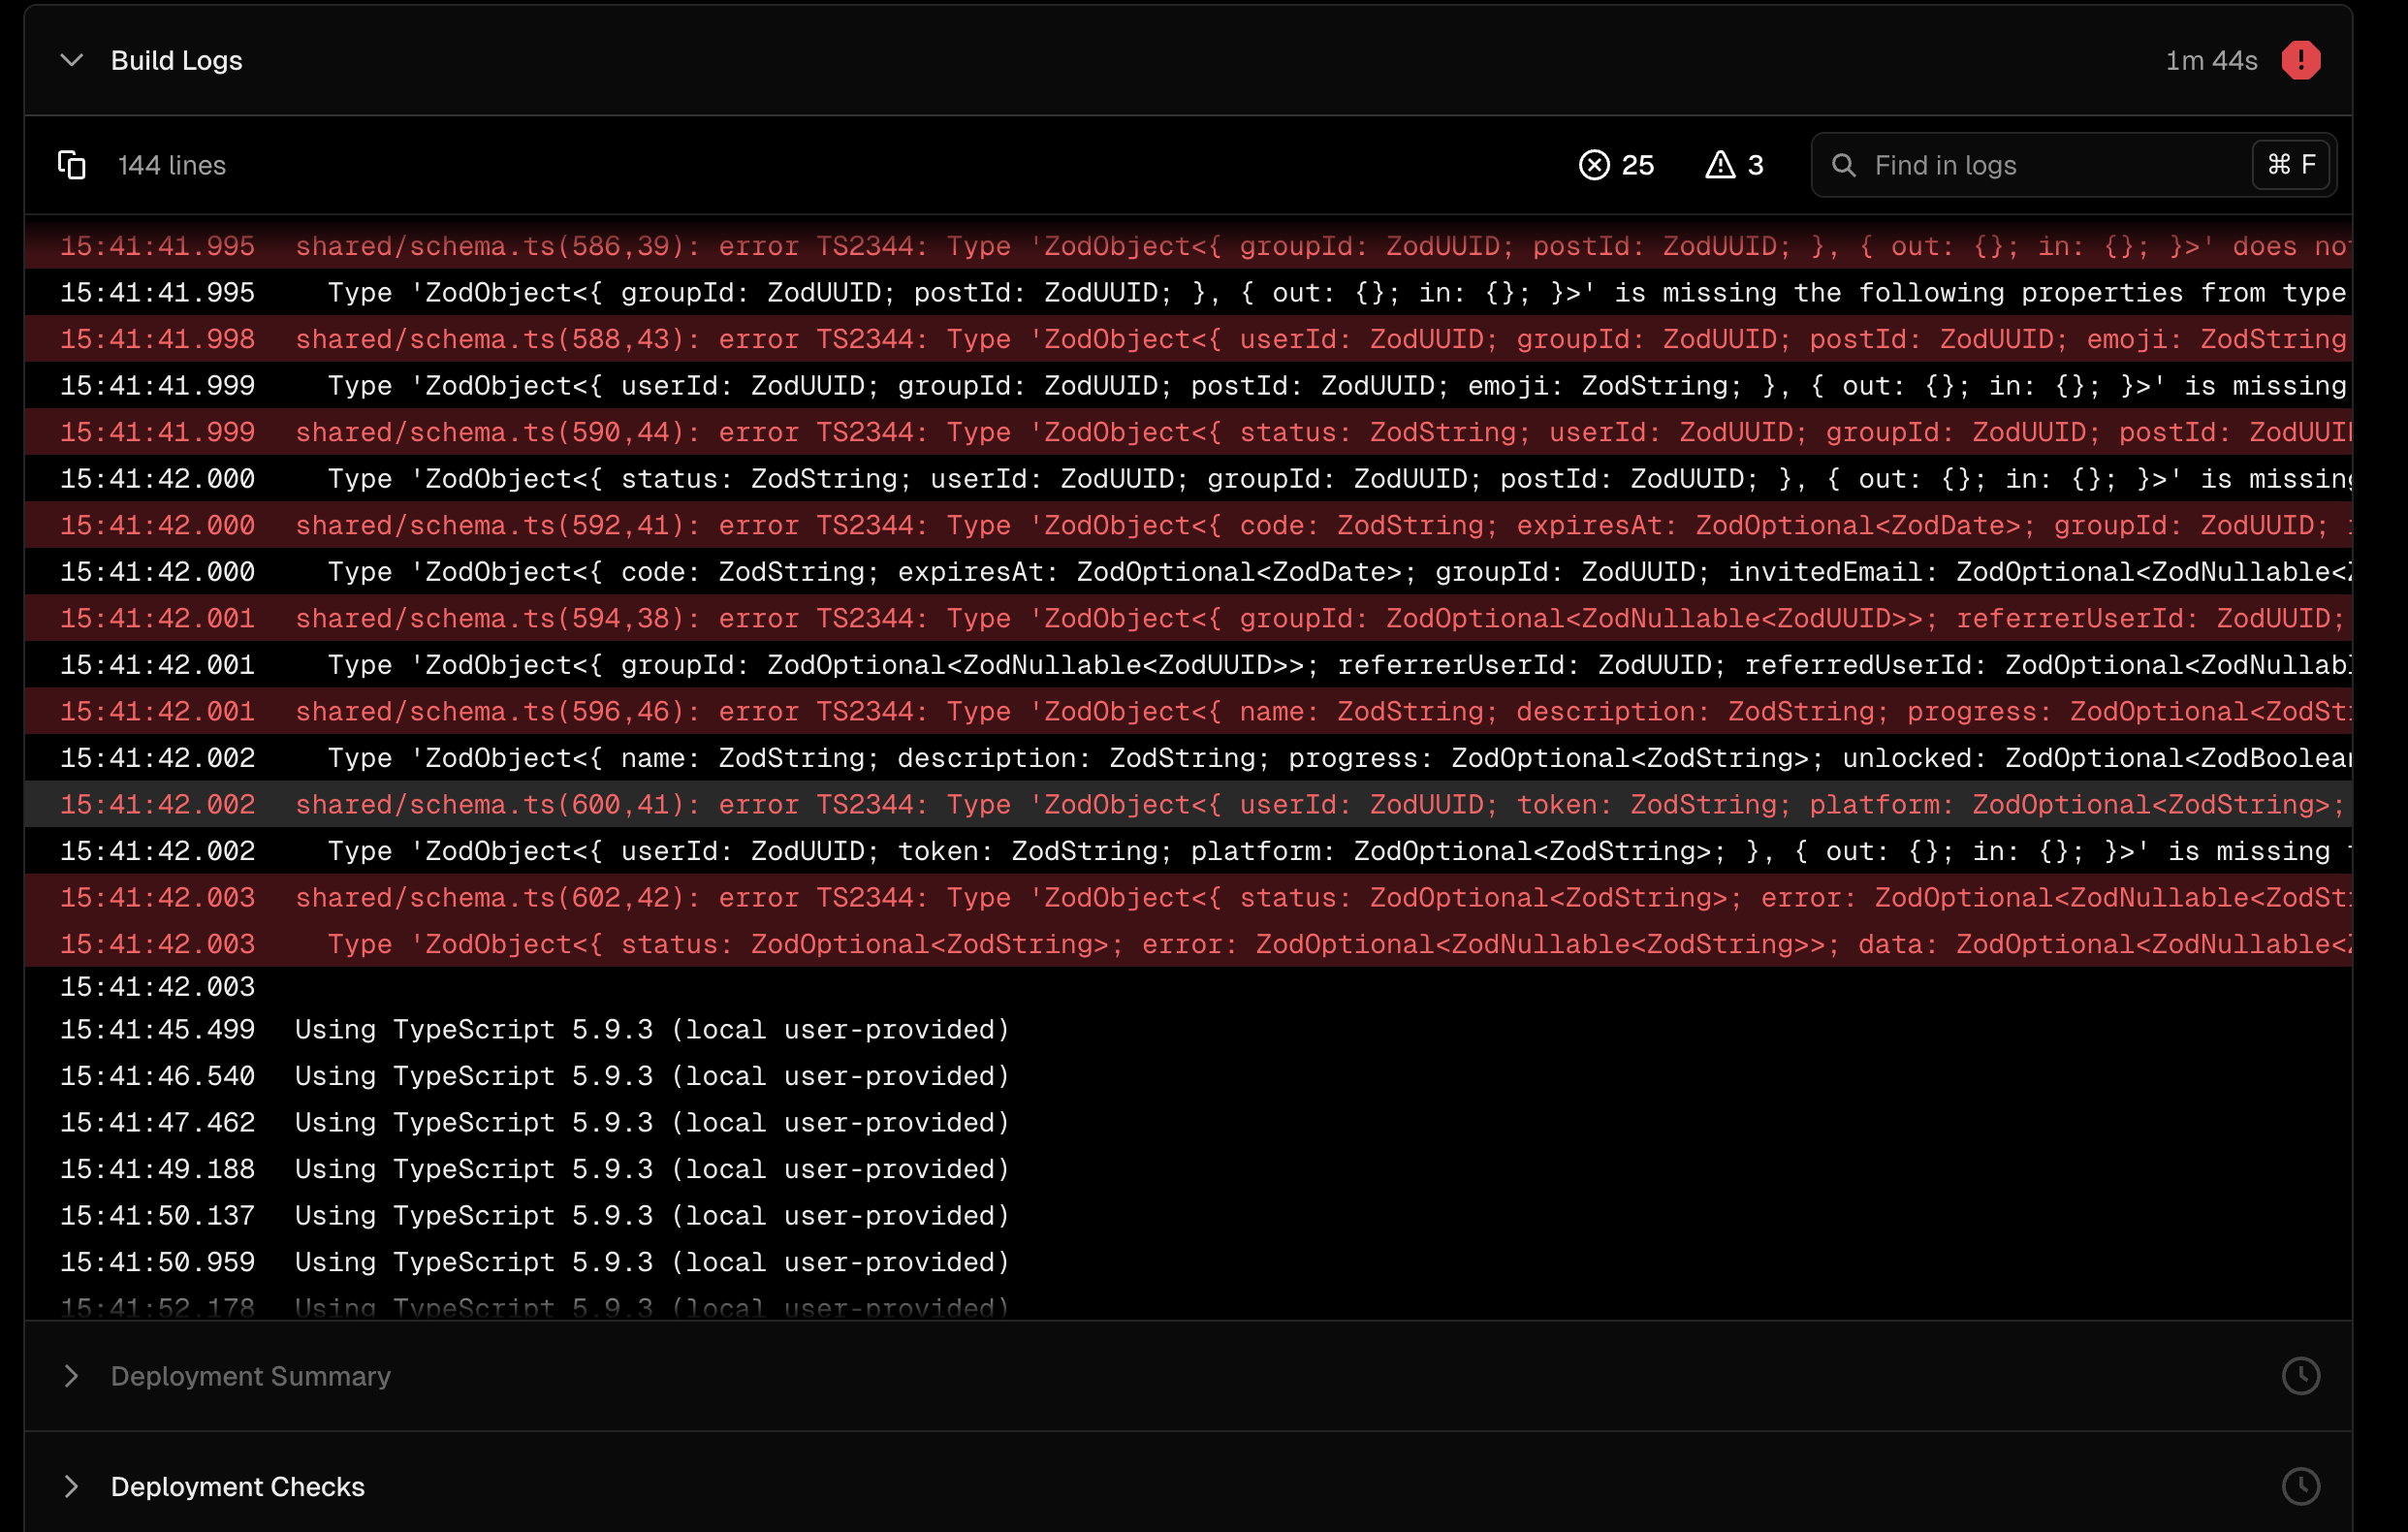 Build Logs 1m 44s
144 lines 25 3 Find in logs ⌘ F
15:41:41.995 shared/schema.ts(586,39): error TS2344: Type 'ZodObject<{ groupId: ZodUUID; postId: ZodUUID; }, { out: {}; in: {}; }>' does not
15:41:41.995 Type 'ZodObject<{ groupId: ZodUUID; postId: ZodUUID; }, { out: {}; in: {}; }>' is missing the following properties from type
15:41:41.998 shared/schema.ts(588,43): error TS2344: Type 'ZodObject<{ userId: ZodUUID; groupId: ZodUUID; postId: ZodUUID; emoji: ZodString
15:41:41.999 Type 'ZodObject<{ userId: ZodUUID; groupId: ZodUUID; postId: ZodUUID; emoji: ZodString; }, { out: {}; in: {}; }>' is missing
15:41:41.999 shared/schema.ts(590,44): error TS2344: Type 'ZodObject<{ status: ZodString; userId: ZodUUID; groupId: ZodUUID; postId: ZodUUI
15:41:42.000 Type 'ZodObject<{ status: ZodString; userId: ZodUUID; groupId: ZodUUID; postId: ZodUUID; }, { out: {}; in: {}; }>' is missing
15:41:42.000 shared/schema.ts(592,41): error TS2344: Type 'ZodObject<{ code: ZodString; expiresAt: ZodOptional<ZodDate>; groupId: ZodUUID;
15:41:42.000 Type 'ZodObject<{ code: ZodString; expiresAt: ZodOptional<ZodDate>; groupId: ZodUUID; invitedEmail: ZodOptional<ZodNullable<
15:41:42.001 shared/schema.ts(594,38): error TS2344: Type 'ZodObject<{ groupId: ZodOptional<ZodNullable<ZodUUID>>; referrerUserId: ZodUUID;
15:41:42.001 Type 'ZodObject<{ groupId: ZodOptional<ZodNullable<ZodUUID>>; referrerUserId: ZodUUID; referredUserId: ZodOptional<ZodNullabl
15:41:42.001 shared/schema.ts(596,46): error TS2344: Type 'ZodObject<{ name: ZodString; description: ZodString; progress: ZodOptional<ZodSt
15:41:42.002 Type 'ZodObject<{ name: ZodString; description: ZodString; progress: ZodOptional<ZodString>; unlocked: ZodOptional<ZodBoolean
15:41:42.002 shared/schema.ts(600,41): error TS2344: Type 'ZodObject<{ userId: ZodUUID; token: ZodString; platform: ZodOptional<ZodString>;
15:41:42.002 Type 'ZodObject<{ userId: ZodUUID; token: ZodString; platform: ZodOptional<ZodString>; }, { out: {}; in: {}; }>' is missing
15:41:42.003 shared/schema.ts(602,42): error TS2344: Type 'ZodObject<{ status: ZodOptional<ZodString>; error: ZodOptional<ZodNullable<ZodSt
15:41:42.003 Type 'ZodObject<{ status: ZodOptional<ZodString>; error: ZodOptional<ZodNullable<ZodString>>; data: ZodOptional<ZodNullable<
15:41:42.003
15:41:45.499 Using TypeScript 5.9.3 (local user-provided)
15:41:46.540 Using TypeScript 5.9.3 (local user-provided)
15:41:47.462 Using TypeScript 5.9.3 (local user-provided)
15:41:49.188 Using TypeScript 5.9.3 (local user-provided)
15:41:50.137 Using TypeScript 5.9.3 (local user-provided)
15:41:50.959 Using TypeScript 5.9.3 (local user-provided)
15:41:52.178 Using TypeScript 5.9.3 (local user-provided)
Deployment Summary
Deployment Checks